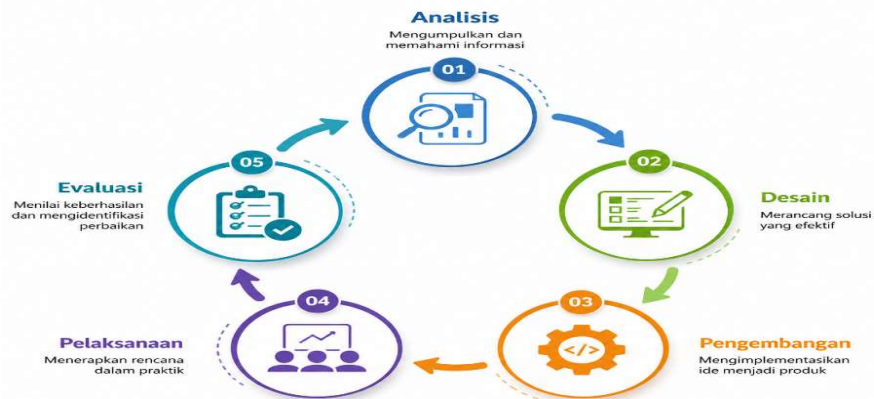 Analisis
Mengumpulkan dan
memahami informasi
01
02
Desain
Merancang solusi
yang efektif
03
</>
Pengembangan
Mengimplementasikan
ide menjadi produk
04
Pelaksanaan
Menerapkan rencana
dalam praktik
05
Evaluasi
Menilai keberhasilan
dan mengidentifikasi
perbaikan